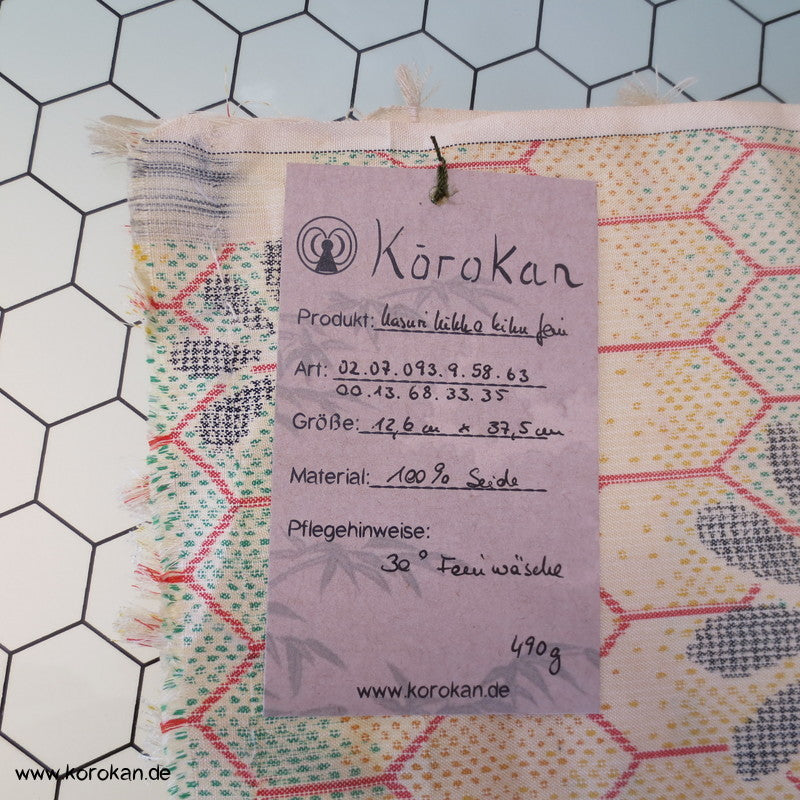 Kōrokan
Produkt: Kasuri kikko kiku fein
Art: 02.07.093.9.58.63
00.13.68.33.35
Größe: 12,6 cm x 37,5 cm
Material: 100% Seide
Pflegehinweise:
30° Feinwäsche
490g
www.korokan.de
www.korokan.de